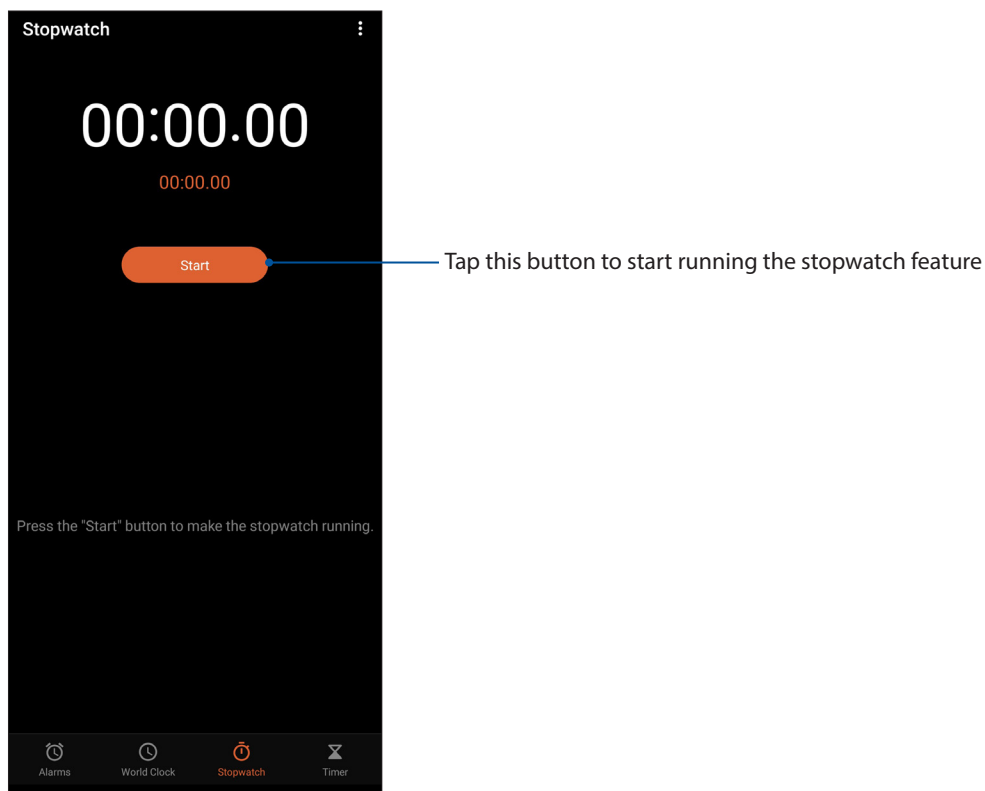 Stopwatch
00:00.00
00:00.00
Start
Tap this button to start running the stopwatch feature
Press the "Start" button to make the stopwatch running.
Alarms World Clock Stopwatch Timer